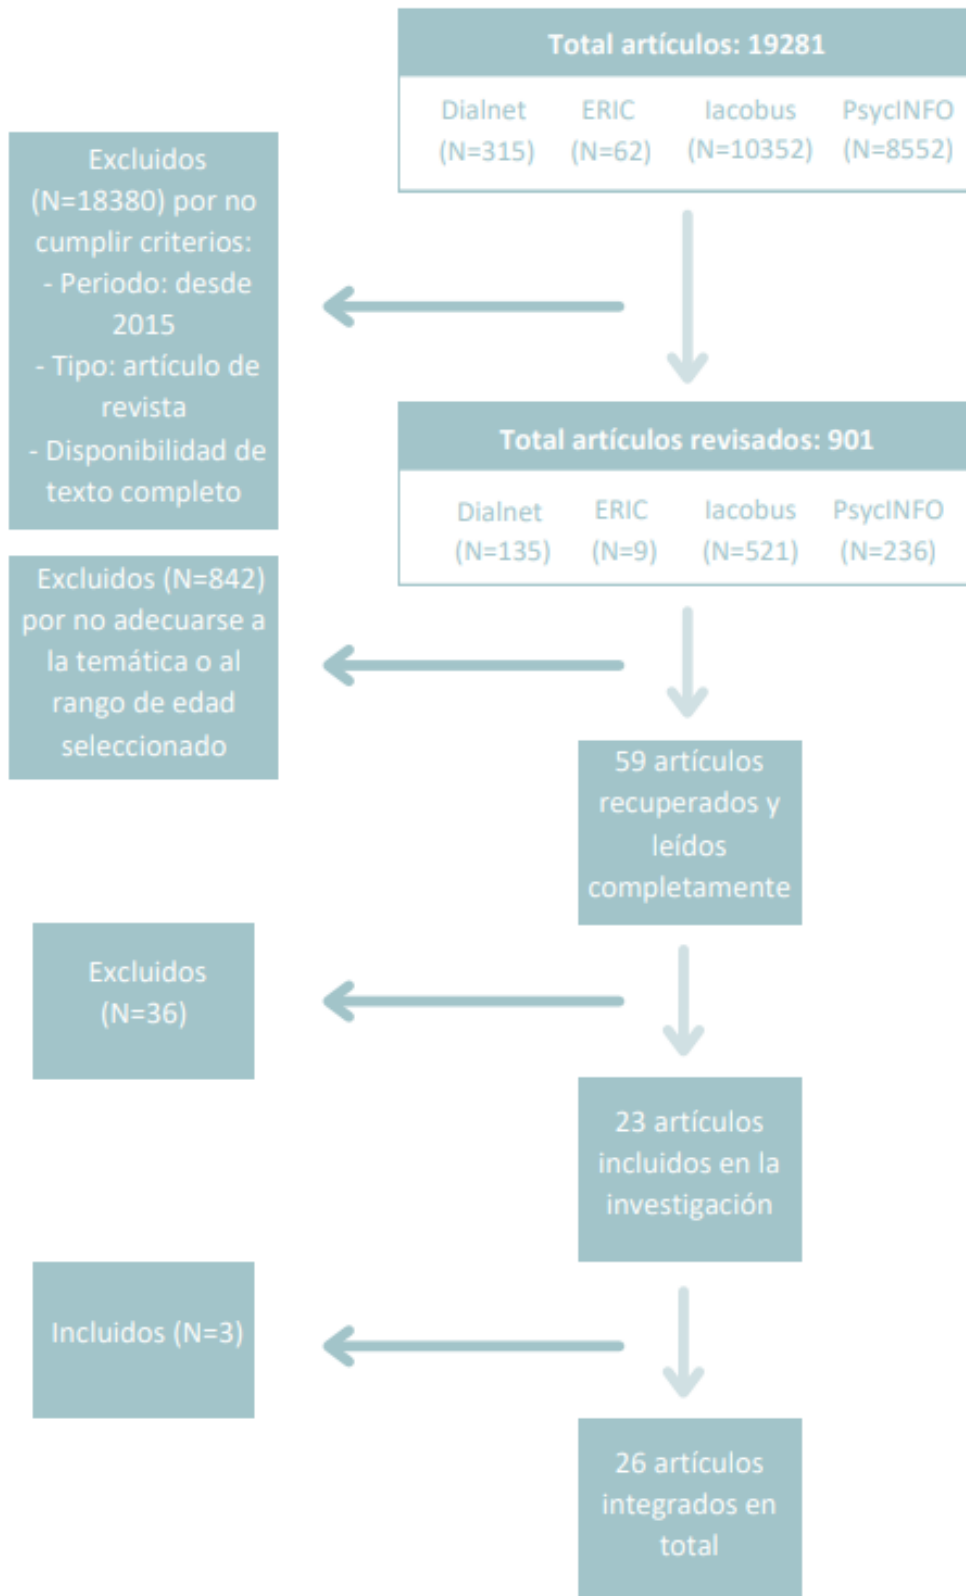 Total artículos: 19281
Dialnet ERIC Iacobus PsycINFO
(N=315) (N=62) (N=10352) (N=8552)
Excluidos
(N=18380) por no
cumplir criterios:
- Periodo: desde
2015
- Tipo: artículo de
revista
- Disponibilidad de
texto completo
Total artículos revisados: 901
Dialnet ERIC Iacobus PsycINFO
(N=135) (N=9) (N=521) (N=236)
Excluidos (N=842)
por no adecuarse a
la temática o al
rango de edad
seleccionado
59 artículos
recuperados y
leídos
completamente
Excluidos
(N=36)
23 artículos
incluidos en la
investigación
Incluidos (N=3)
26 artículos
integrados en
total